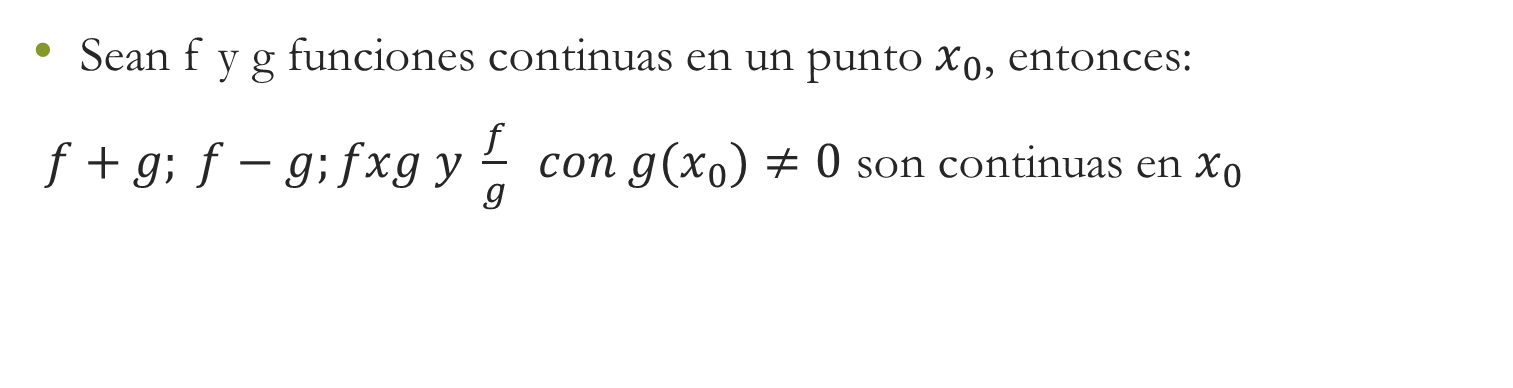 • Sean f y g funciones continuas en un punto 𝑥₀, entonces:
𝑓 + 𝑔; 𝑓 − 𝑔; 𝑓𝑥𝑔 𝑦 𝑓/𝑔 𝑐𝑜𝑛 𝑔(𝑥₀) ≠ 0 son continuas en 𝑥₀